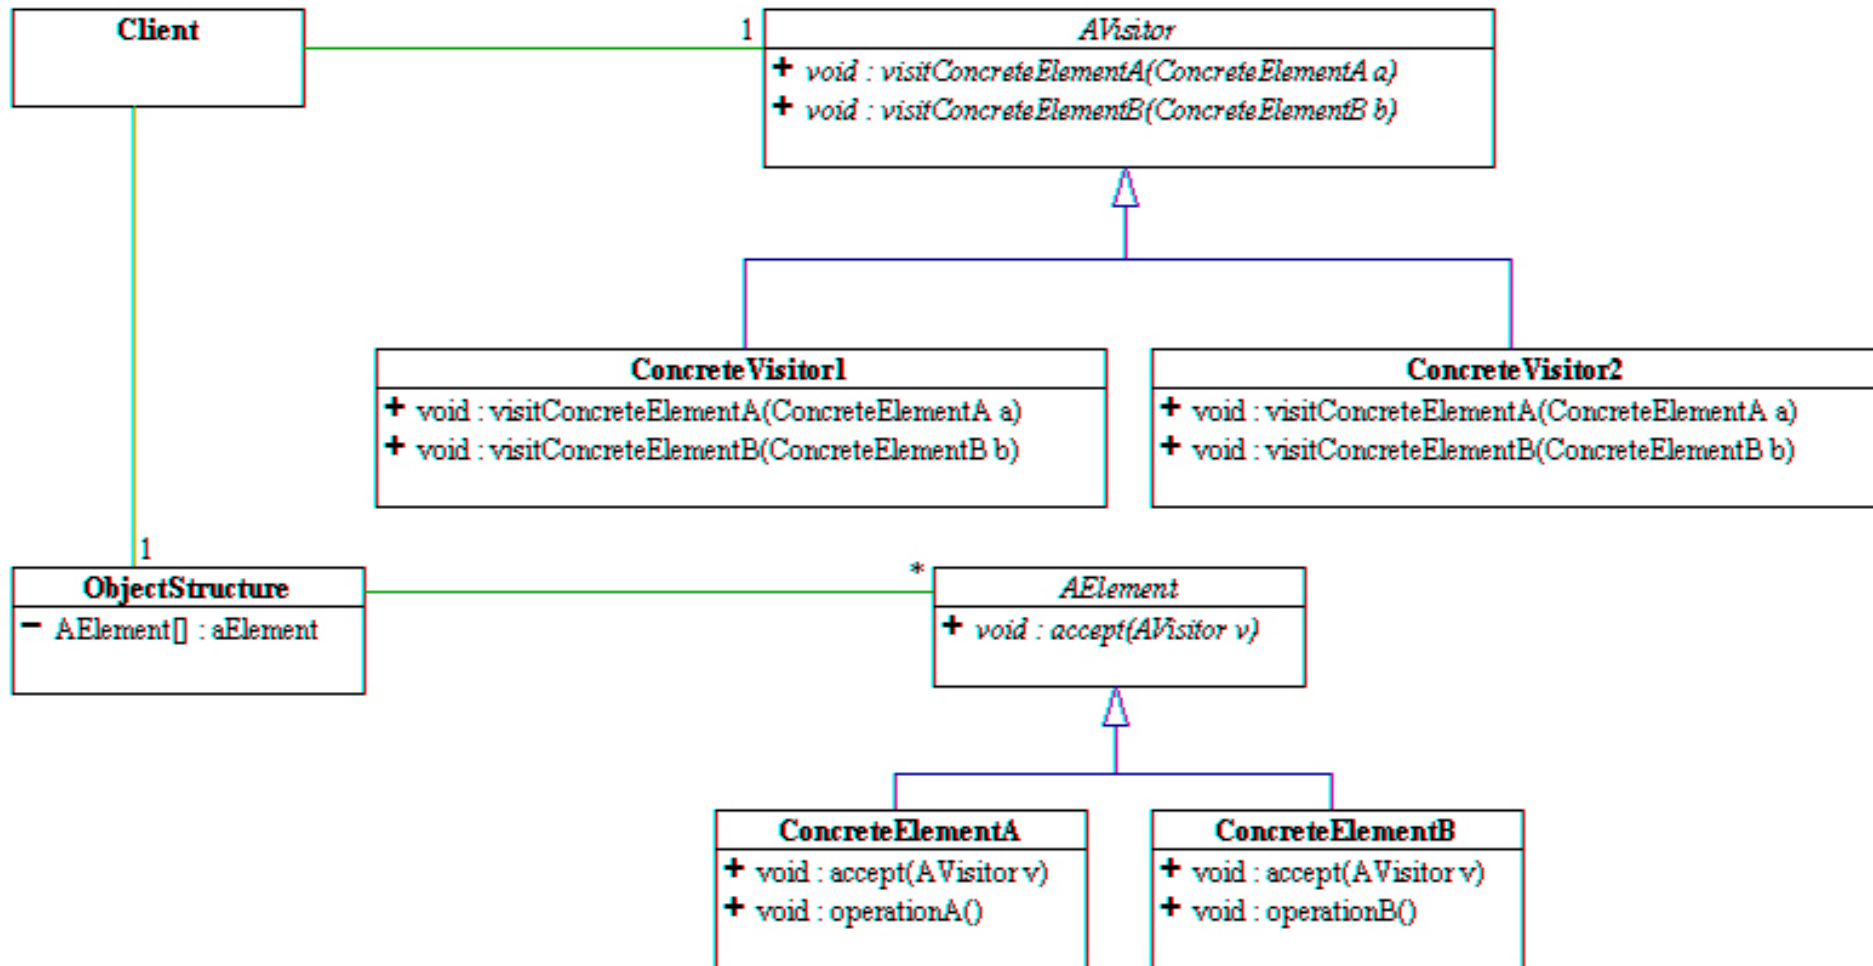 Client
1
AVisitor
+ void : visitConcreteElementA(ConcreteElementA a)
+ void : visitConcreteElementB(ConcreteElementB b)
ConcreteVisitor1
+ void : visitConcreteElementA(ConcreteElementA a)
+ void : visitConcreteElementB(ConcreteElementB b)
ConcreteVisitor2
+ void : visitConcreteElementA(ConcreteElementA a)
+ void : visitConcreteElementB(ConcreteElementB b)
1
ObjectStructure
- AElement[] : aElement
*
AElement
+ void : accept(AVisitor v)
ConcreteElementA
+ void : accept(AVisitor v)
+ void : operationA()
ConcreteElementB
+ void : accept(AVisitor v)
+ void : operationB()